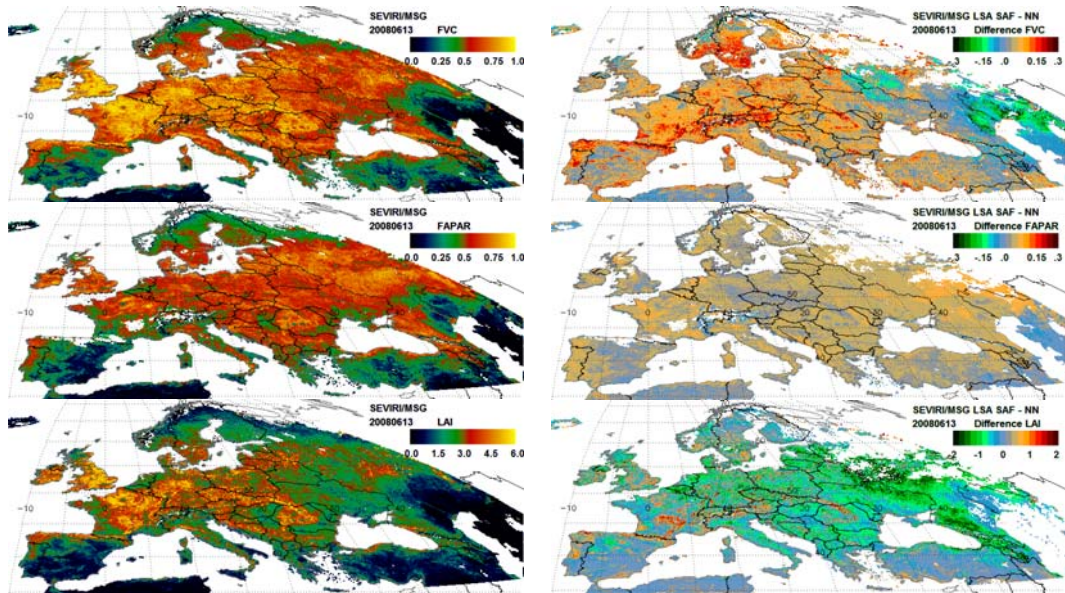 SEVIRI/MSG
20080613 FVC
0.0 0.25 0.5 0.75 1.0
SEVIRI/MSG LSA SAF - NN
20080613 Difference FVC
-.3 -.15 .0 0.15 .3
SEVIRI/MSG
20080613 FAPAR
0.0 0.25 0.5 0.75 1.0
SEVIRI/MSG LSA SAF - NN
20080613 Difference FAPAR
-.3 -.15 .0 0.15 .3
SEVIRI/MSG
20080613 LAI
0.0 1.5 3.0 4.5 6.0
SEVIRI/MSG LSA SAF - NN
20080613 Difference LAI
-2 -1 0 1 2